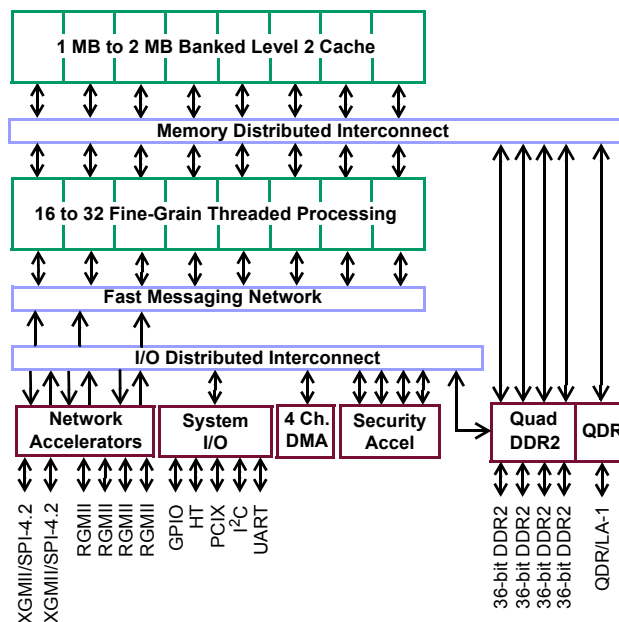 1 MB to 2 MB Banked Level 2 Cache
Memory Distributed Interconnect
16 to 32 Fine-Grain Threaded Processing
Fast Messaging Network
I/O Distributed Interconnect
Network
Accelerators
System
I/O
4 Ch.
DMA
Security
Accel
Quad
DDR2
QDR
XGMII/SPI-4.2
XGMII/SPI-4.2
RGMII
RGMII
RGMII
RGMII
GPIO
HT
PCIX
I²C
UART
36-bit DDR2
36-bit DDR2
36-bit DDR2
36-bit DDR2
QDR/LA-1